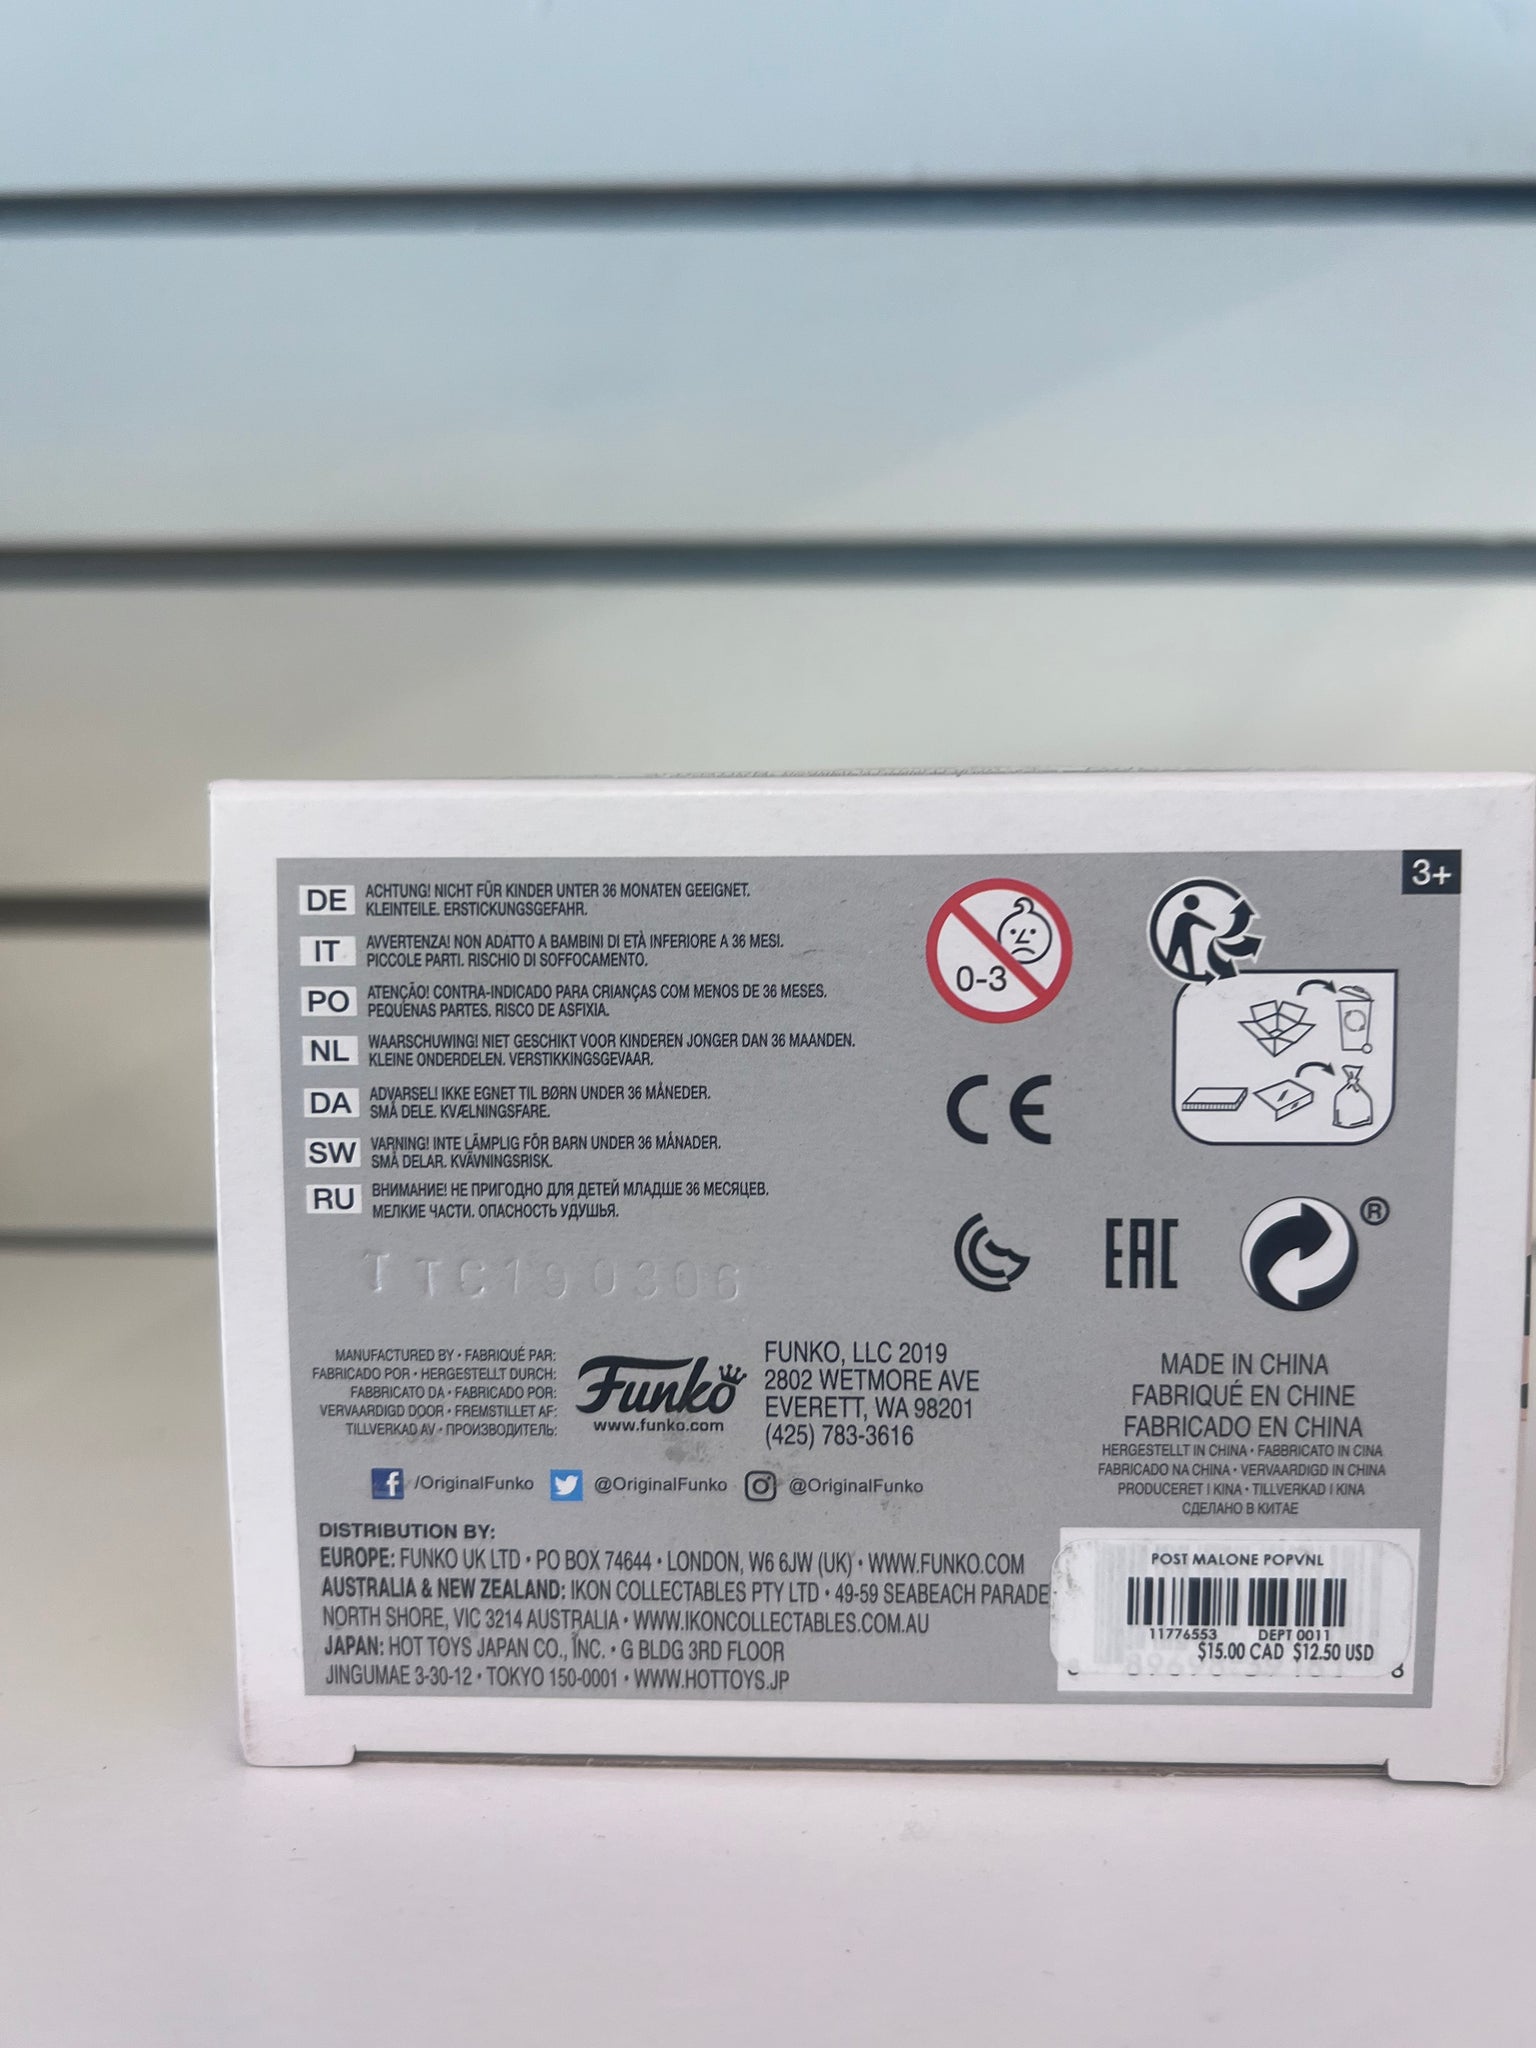 3+
DE ACHTUNG! NICHT FÜR KINDER UNTER 36 MONATEN GEEIGNET.
KLEINTEILE. ERSTICKUNGSGEFAHR.
IT AVVERTENZA! NON ADATTO A BAMBINI DI ETÀ INFERIORE A 36 MESI.
PICCOLE PARTI. RISCHIO DI SOFFOCAMENTO.
PO ATENÇÃO! CONTRA-INDICADO PARA CRIANÇAS COM MENOS DE 36 MESES.
PEQUENAS PARTES. RISCO DE ASFIXIA.
NL WAARSCHUWING! NIET GESCHIKT VOOR KINDEREN JONGER DAN 36 MAANDEN.
KLEINE ONDERDELEN. VERSTIKKINGSGEVAAR.
DA ADVARSEL! IKKE EGNET TIL BØRN UNDER 36 MÅNEDER.
SMÅ DELE. KVÆLNINGSFARE.
SW VARNING! INTE LÄMPLIG FÖR BARN UNDER 36 MÅNADER.
SMÅ DELAR. KVÄVNINGSRISK.
RU ВНИМАНИЕ! НЕ ПРИГОДНО ДЛЯ ДЕТЕЙ МЛАДШЕ 36 МЕСЯЦЕВ.
МЕЛКИЕ ЧАСТИ. ОПАСНОСТЬ УДУШЬЯ.
0-3
CE
EAC
®
TTC190306
MANUFACTURED BY • FABRIQUÉ PAR:
FABRICADO POR • HERGESTELLT DURCH:
FABBRICATO DA • FABRICADO POR:
VERVAARDIGD DOOR • FREMSTILLET AF:
TILLVERKAD AV • ПРОИЗВОДИТЕЛЬ:
Funko
www.funko.com
FUNKO, LLC 2019
2802 WETMORE AVE
EVERETT, WA 98201
(425) 783-3616
MADE IN CHINA
FABRIQUÉ EN CHINE
FABRICADO EN CHINA
HERGESTELLT IN CHINA • FABBRICATO IN CINA
FABRICADO NA CHINA • VERVAARDIGD IN CHINA
PRODUCERET I KINA • TILLVERKAD I KINA
СДЕЛАНО В КИТАЕ
f /OriginalFunko @OriginalFunko @OriginalFunko
DISTRIBUTION BY:
EUROPE: FUNKO UK LTD • PO BOX 74644 • LONDON, W6 6JW (UK) • WWW.FUNKO.COM
AUSTRALIA & NEW ZEALAND: IKON COLLECTABLES PTY LTD • 49-59 SEABEACH PARADE
NORTH SHORE, VIC 3214 AUSTRALIA • WWW.IKONCOLLECTABLES.COM.AU
JAPAN: HOT TOYS JAPAN CO., INC. • G BLDG 3RD FLOOR
JINGUMAE 3-30-12 • TOKYO 150-0001 • WWW.HOTTOYS.JP
POST MALONE POPVNL
11776553 DEPT 0011
$15.00 CAD $12.50 USD